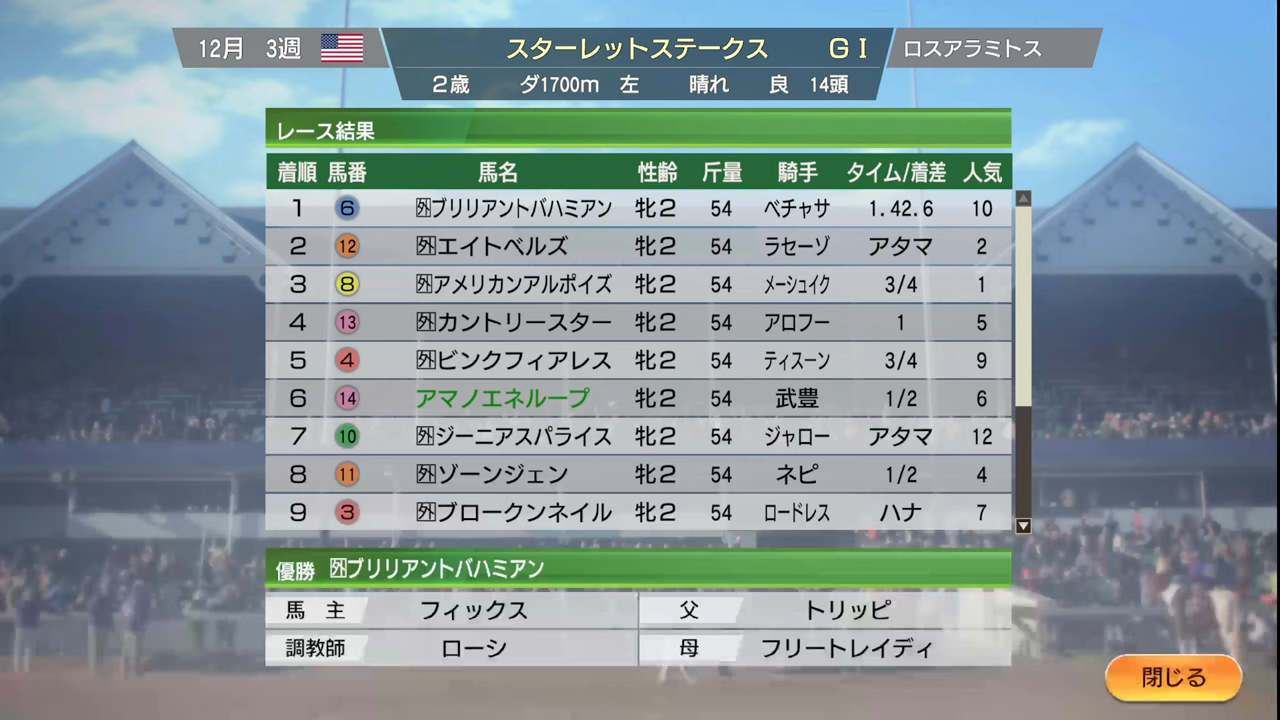 12月 3週 スターレットステークス GⅠ ロスアラミトス
2歳 ダ1700m 左 晴れ 良 14頭
レース結果
着順 馬番 馬名 性齢 斤量 騎手 タイム/着差 人気
1 6 外ブリリアントバハミアン 牝2 54 ベチャサ 1.42.6 10
2 12 外エイトベルズ 牝2 54 ラセーゾ アタマ 2
3 8 外アメリカンアルポイズ 牝2 54 メーシェイク 3/4 1
4 13 外カントリースター 牝2 54 アロフー 1 5
5 4 外ビンクフィアレス 牝2 54 ティスーン 3/4 9
6 14 アマノエネループ 牝2 54 武豊 1/2 6
7 10 外ジーニアスパライス 牝2 54 ジャロー アタマ 12
8 11 外ゾーンジェン 牝2 54 ネピ 1/2 4
9 3 外ブロークンネイル 牝2 54 ロードレス ハナ 7
優勝 外ブリリアントバハミアン
馬主 フィックス 父 トリッピ
調教師 ローシ 母 フリートレイディ
閉じる